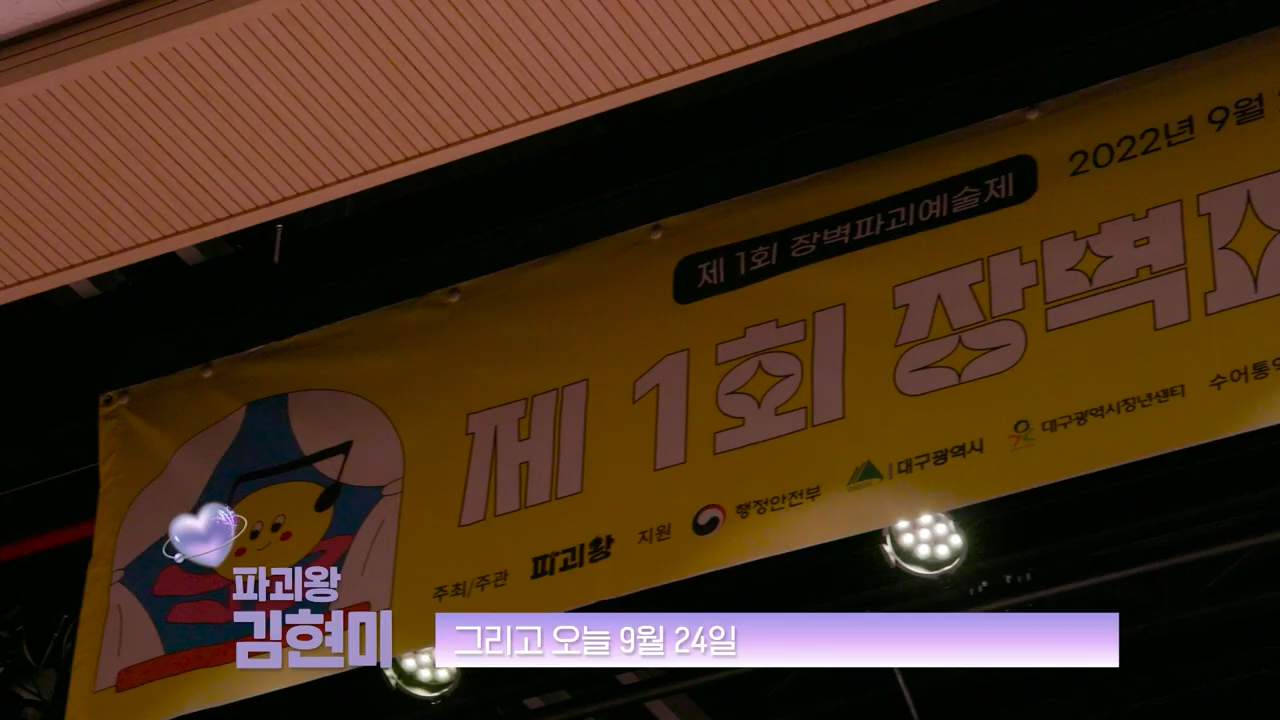 2022년 9월
제 1회 장벽파괴예술제
제 1회 장벽파
주최/주관 파괴왕 지원 행정안전부 대구광역시 대구광역시청년센터 수어통역
파괴왕
김현미
그리고 오늘 9월 24일